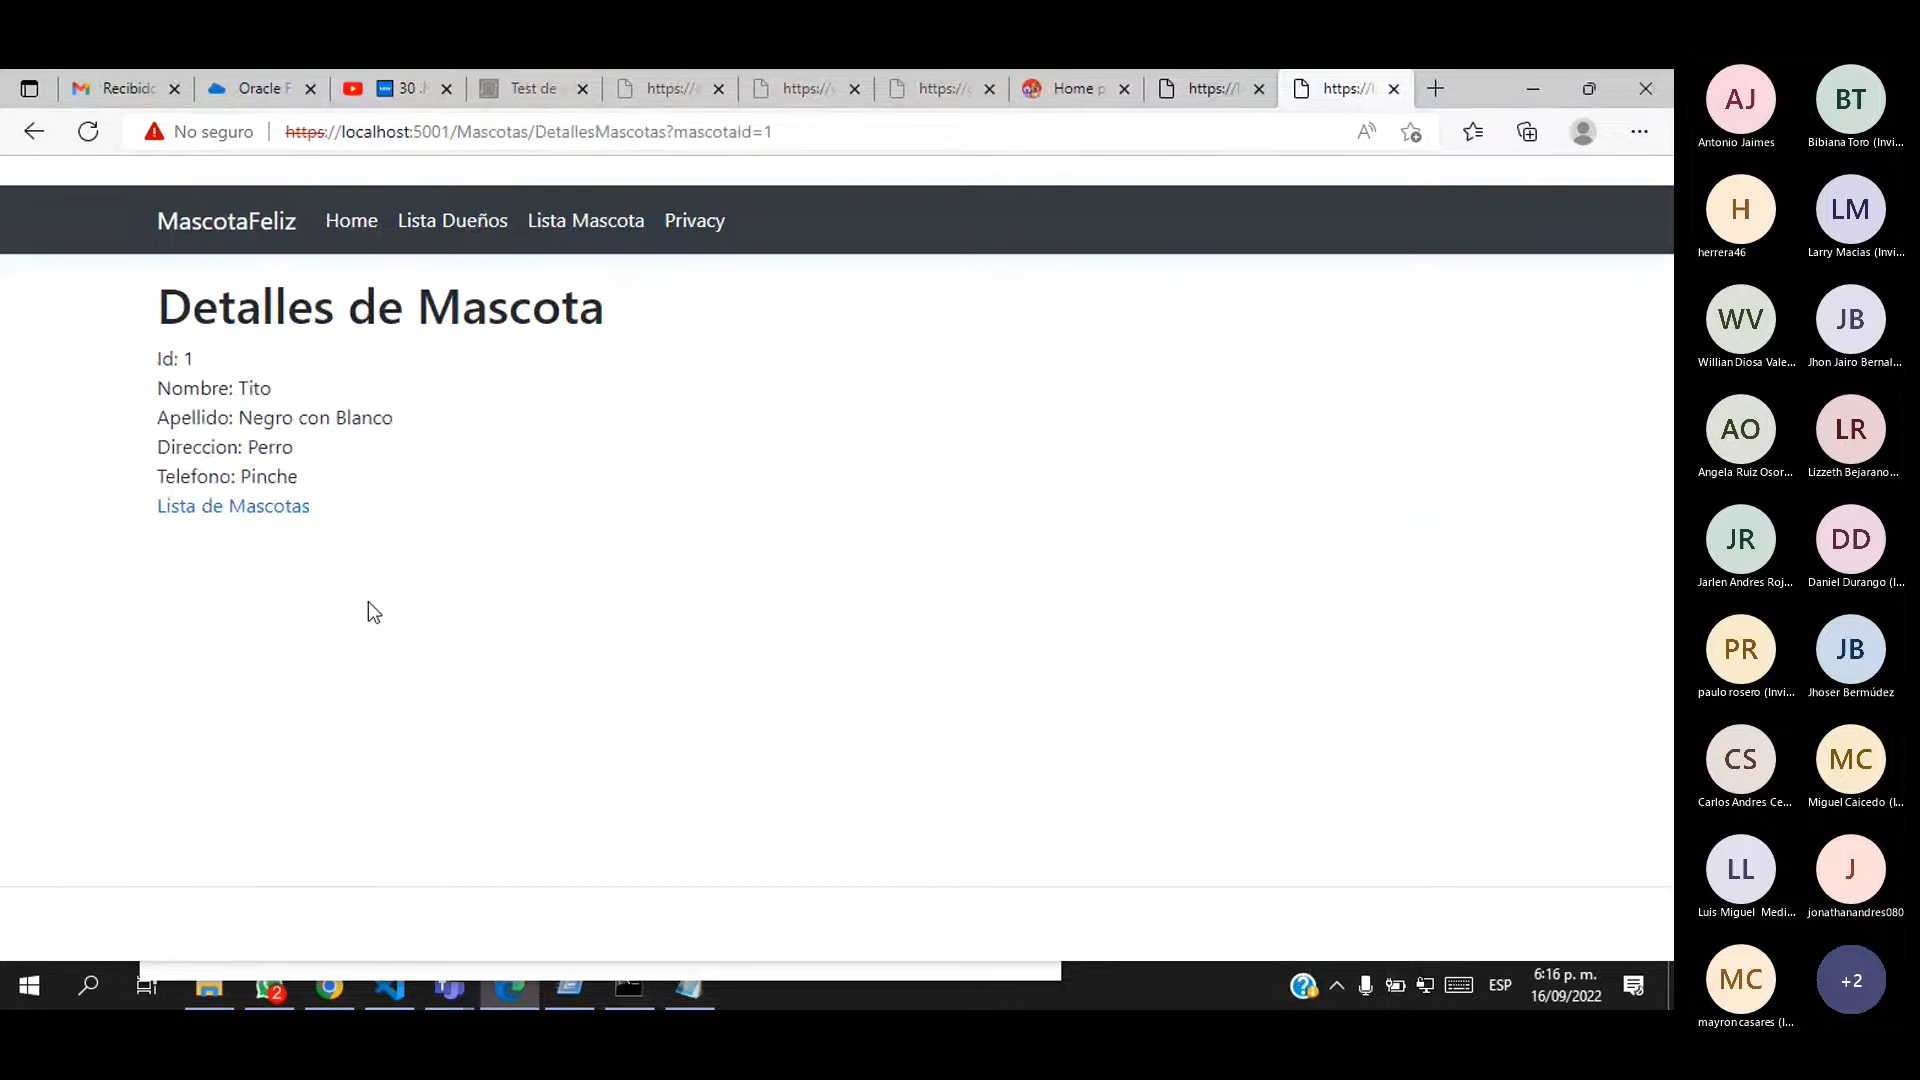 Recibido
Oracle F
30
Test de
https://
https://
https://
Home p
https://l
https://l
No seguro
https://localhost:5001/Mascotas/DetallesMascotas?mascotaId=1
MascotaFeliz
Home
Lista Dueños
Lista Mascota
Privacy
Detalles de Mascota
Id: 1
Nombre: Tito
Apellido: Negro con Blanco
Direccion: Perro
Telefono: Pinche
Lista de Mascotas
2
ESP
6:16 p. m.
16/09/2022
AJ
Antonio Jaimes
BT
Bibiana Toro (Invi...
H
herrera46
LM
Larry Macias (Invi...
WV
Willian Diosa Vale...
JB
Jhon Jairo Bernal...
AO
Angela Ruiz Osor...
LR
Lizzeth Bejarano...
JR
Jarlen Andres Roj...
DD
Daniel Durango (I...
PR
paulo rosero (Invi...
JB
Jhoser Bermúdez
CS
Carlos Andres Ce...
MC
Miguel Caicedo (I...
LL
Luis Miguel Medi...
J
jonathanandres080
MC
mayron casares (I...
+2